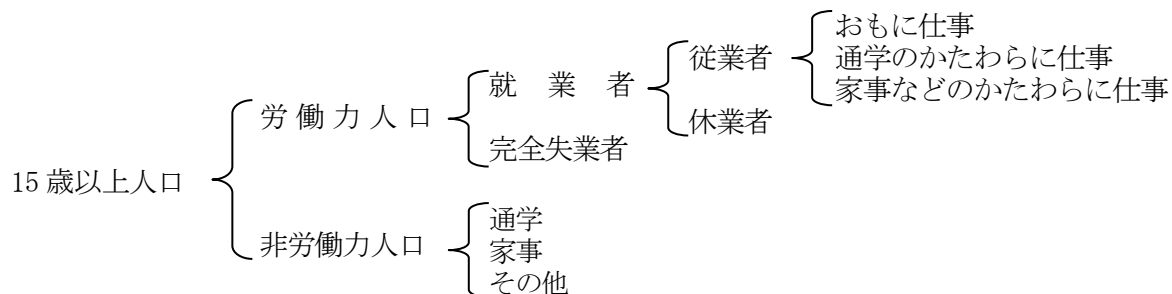 15歳以上人口
労働力人口
就業者
従業者
おもに仕事
通学のかたわらに仕事
家事などのかたわらに仕事
休業者
完全失業者
非労働力人口
通学
家事
その他